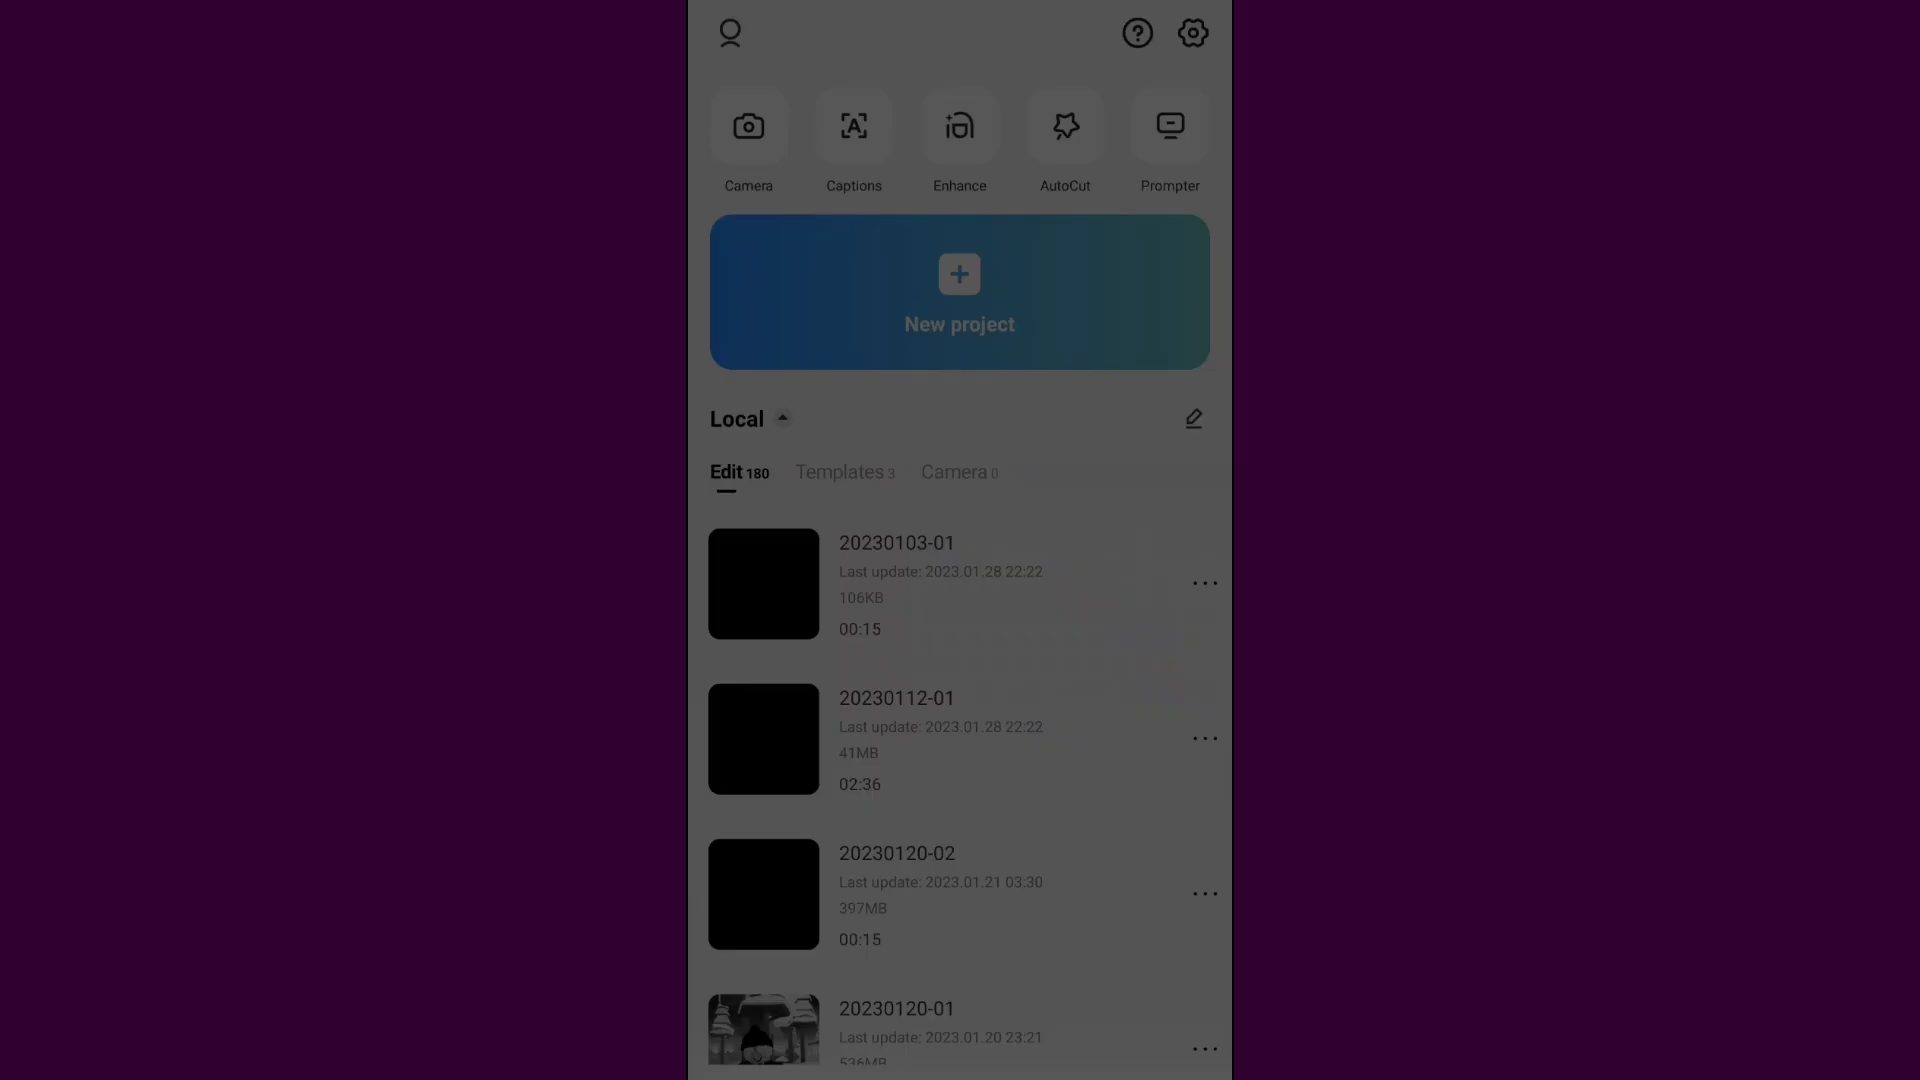 Camera Captions Enhance AutoCut Prompter
New project
Local
Edit 180 Templates 3 Camera 0
20230103-01
Last update: 2023.01.28 22:22
106KB
00:15
20230112-01
Last update: 2023.01.28 22:22
41MB
02:36
20230120-02
Last update: 2023.01.21 03:30
397MB
00:15
20230120-01
Last update: 2023.01.20 23:21
536MB